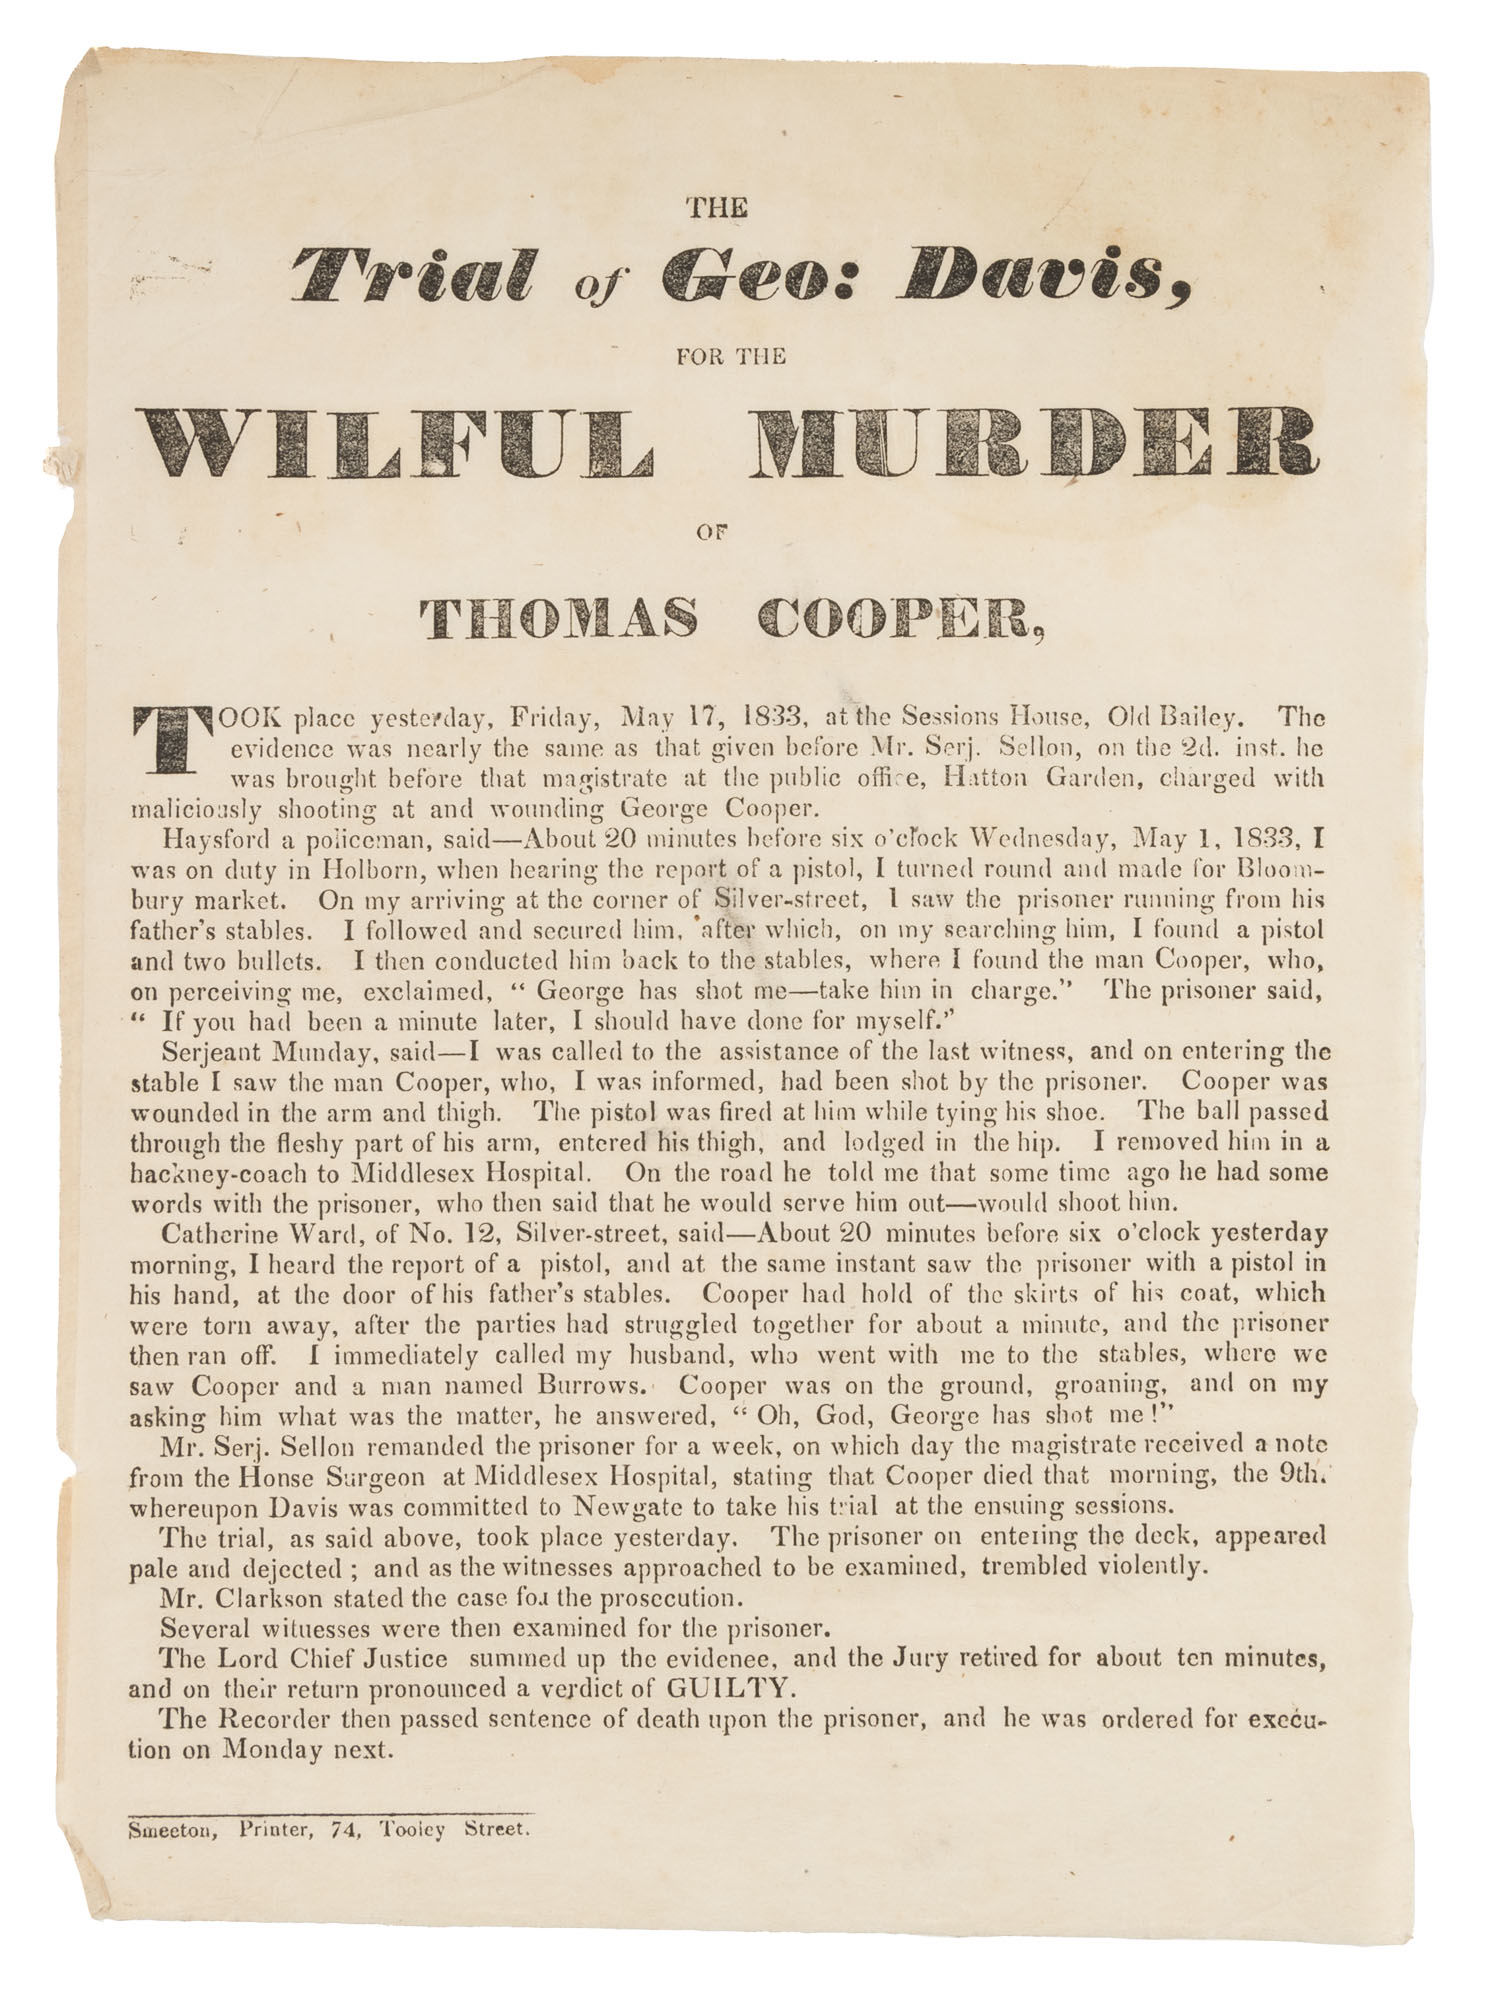 THE
Trial of Geo: Davis,
FOR THE
WILFUL MURDER
OF
THOMAS COOPER,
TOOK place yesterday, Friday, May 17, 1833, at the Sessions House, Old Bailey. The
evidence was nearly the same as that given before Mr. Serj. Sellon, on the 2d. inst. he
was brought before that magistrate at the public office, Hatton Garden, charged with
maliciously shooting at and wounding George Cooper.
Haysford a policeman, said—About 20 minutes before six o'clock Wednesday, May 1, 1833, I
was on duty in Holborn, when hearing the report of a pistol, I turned round and made for Bloom-
bury market. On my arriving at the corner of Silver-street, I saw the prisoner running from his
father's stables. I followed and secured him, after which, on my searching him, I found a pistol
and two bullets. I then conducted him back to the stables, where I found the man Cooper, who,
on perceiving me, exclaimed, “ George has shot me—take him in charge.” The prisoner said,
“ If you had been a minute later, I should have done for myself.”
Serjeant Munday, said—I was called to the assistance of the last witness, and on entering the
stable I saw the man Cooper, who, I was informed, had been shot by the prisoner. Cooper was
wounded in the arm and thigh. The pistol was fired at him while tying his shoe. The ball passed
through the fleshy part of his arm, entered his thigh, and lodged in the hip. I removed him in a
hackney-coach to Middlesex Hospital. On the road he told me that some time ago he had some
words with the prisoner, who then said that he would serve him out—would shoot him.
Catherine Ward, of No. 12, Silver-street, said—About 20 minutes before six o'clock yesterday
morning, I heard the report of a pistol, and at the same instant saw the prisoner with a pistol in
his hand, at the door of his father's stables. Cooper had hold of the skirts of his coat, which
were torn away, after the parties had struggled together for about a minute, and the prisoner
then ran off. I immediately called my husband, who went with me to the stables, where we
saw Cooper and a man named Burrows. Cooper was on the ground, groaning, and on my
asking him what was the matter, he answered, “ Oh, God, George has shot me !”
Mr. Serj. Sellon remanded the prisoner for a week, on which day the magistrate received a note
from the Honse Surgeon at Middlesex Hospital, stating that Cooper died that morning, the 9th.
whereupon Davis was committed to Newgate to take his trial at the ensuing sessions.
The trial, as said above, took place yesterday. The prisoner on entering the deck, appeared
pale and dejected ; and as the witnesses approached to be examined, trembled violently.
Mr. Clarkson stated the case for the prosecution.
Several wituesses were then examined for the prisoner.
The Lord Chief Justice summed up the evidenee, and the Jury retired for about ten minutes,
and on their return pronounced a verdict of GUILTY.
The Recorder then passed sentence of death upon the prisoner, and he was ordered for execu-
tion on Monday next.
Smeeton, Printer, 74, Tooley Street.